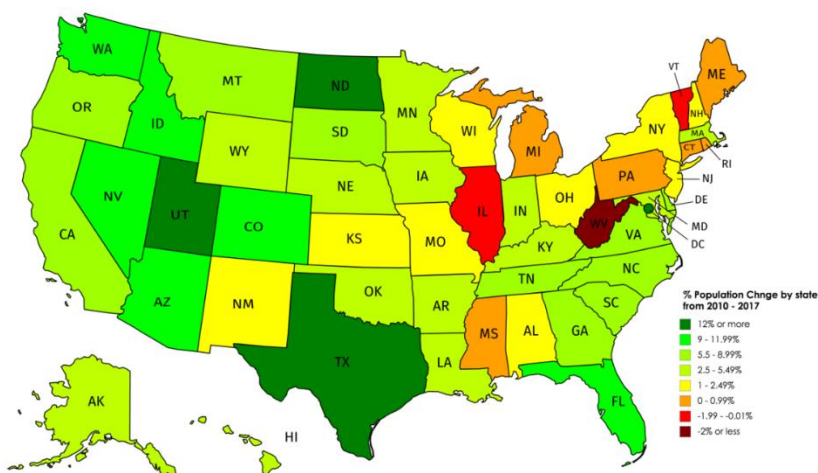 WA
MT
ND
MN
VT
ME
OR
ID
SD
WI
NY
NH
MA
WY
MI
CT
RI
NV
NE
IA
PA
NJ
UT
CO
IL
IN
OH
DE
CA
KS
MO
WV
VA
MD
KY
DC
AZ
NM
OK
AR
TN
NC
SC
MS
AL
GA
TX
LA
AK
HI
FL
% Population Chnge by state
from 2010 - 2017
12% or more
9 - 11.99%
5.5 - 8.99%
2.5 - 5.49%
1 - 2.49%
0 - 0.99%
-1.99 - -0.01%
-2% or less